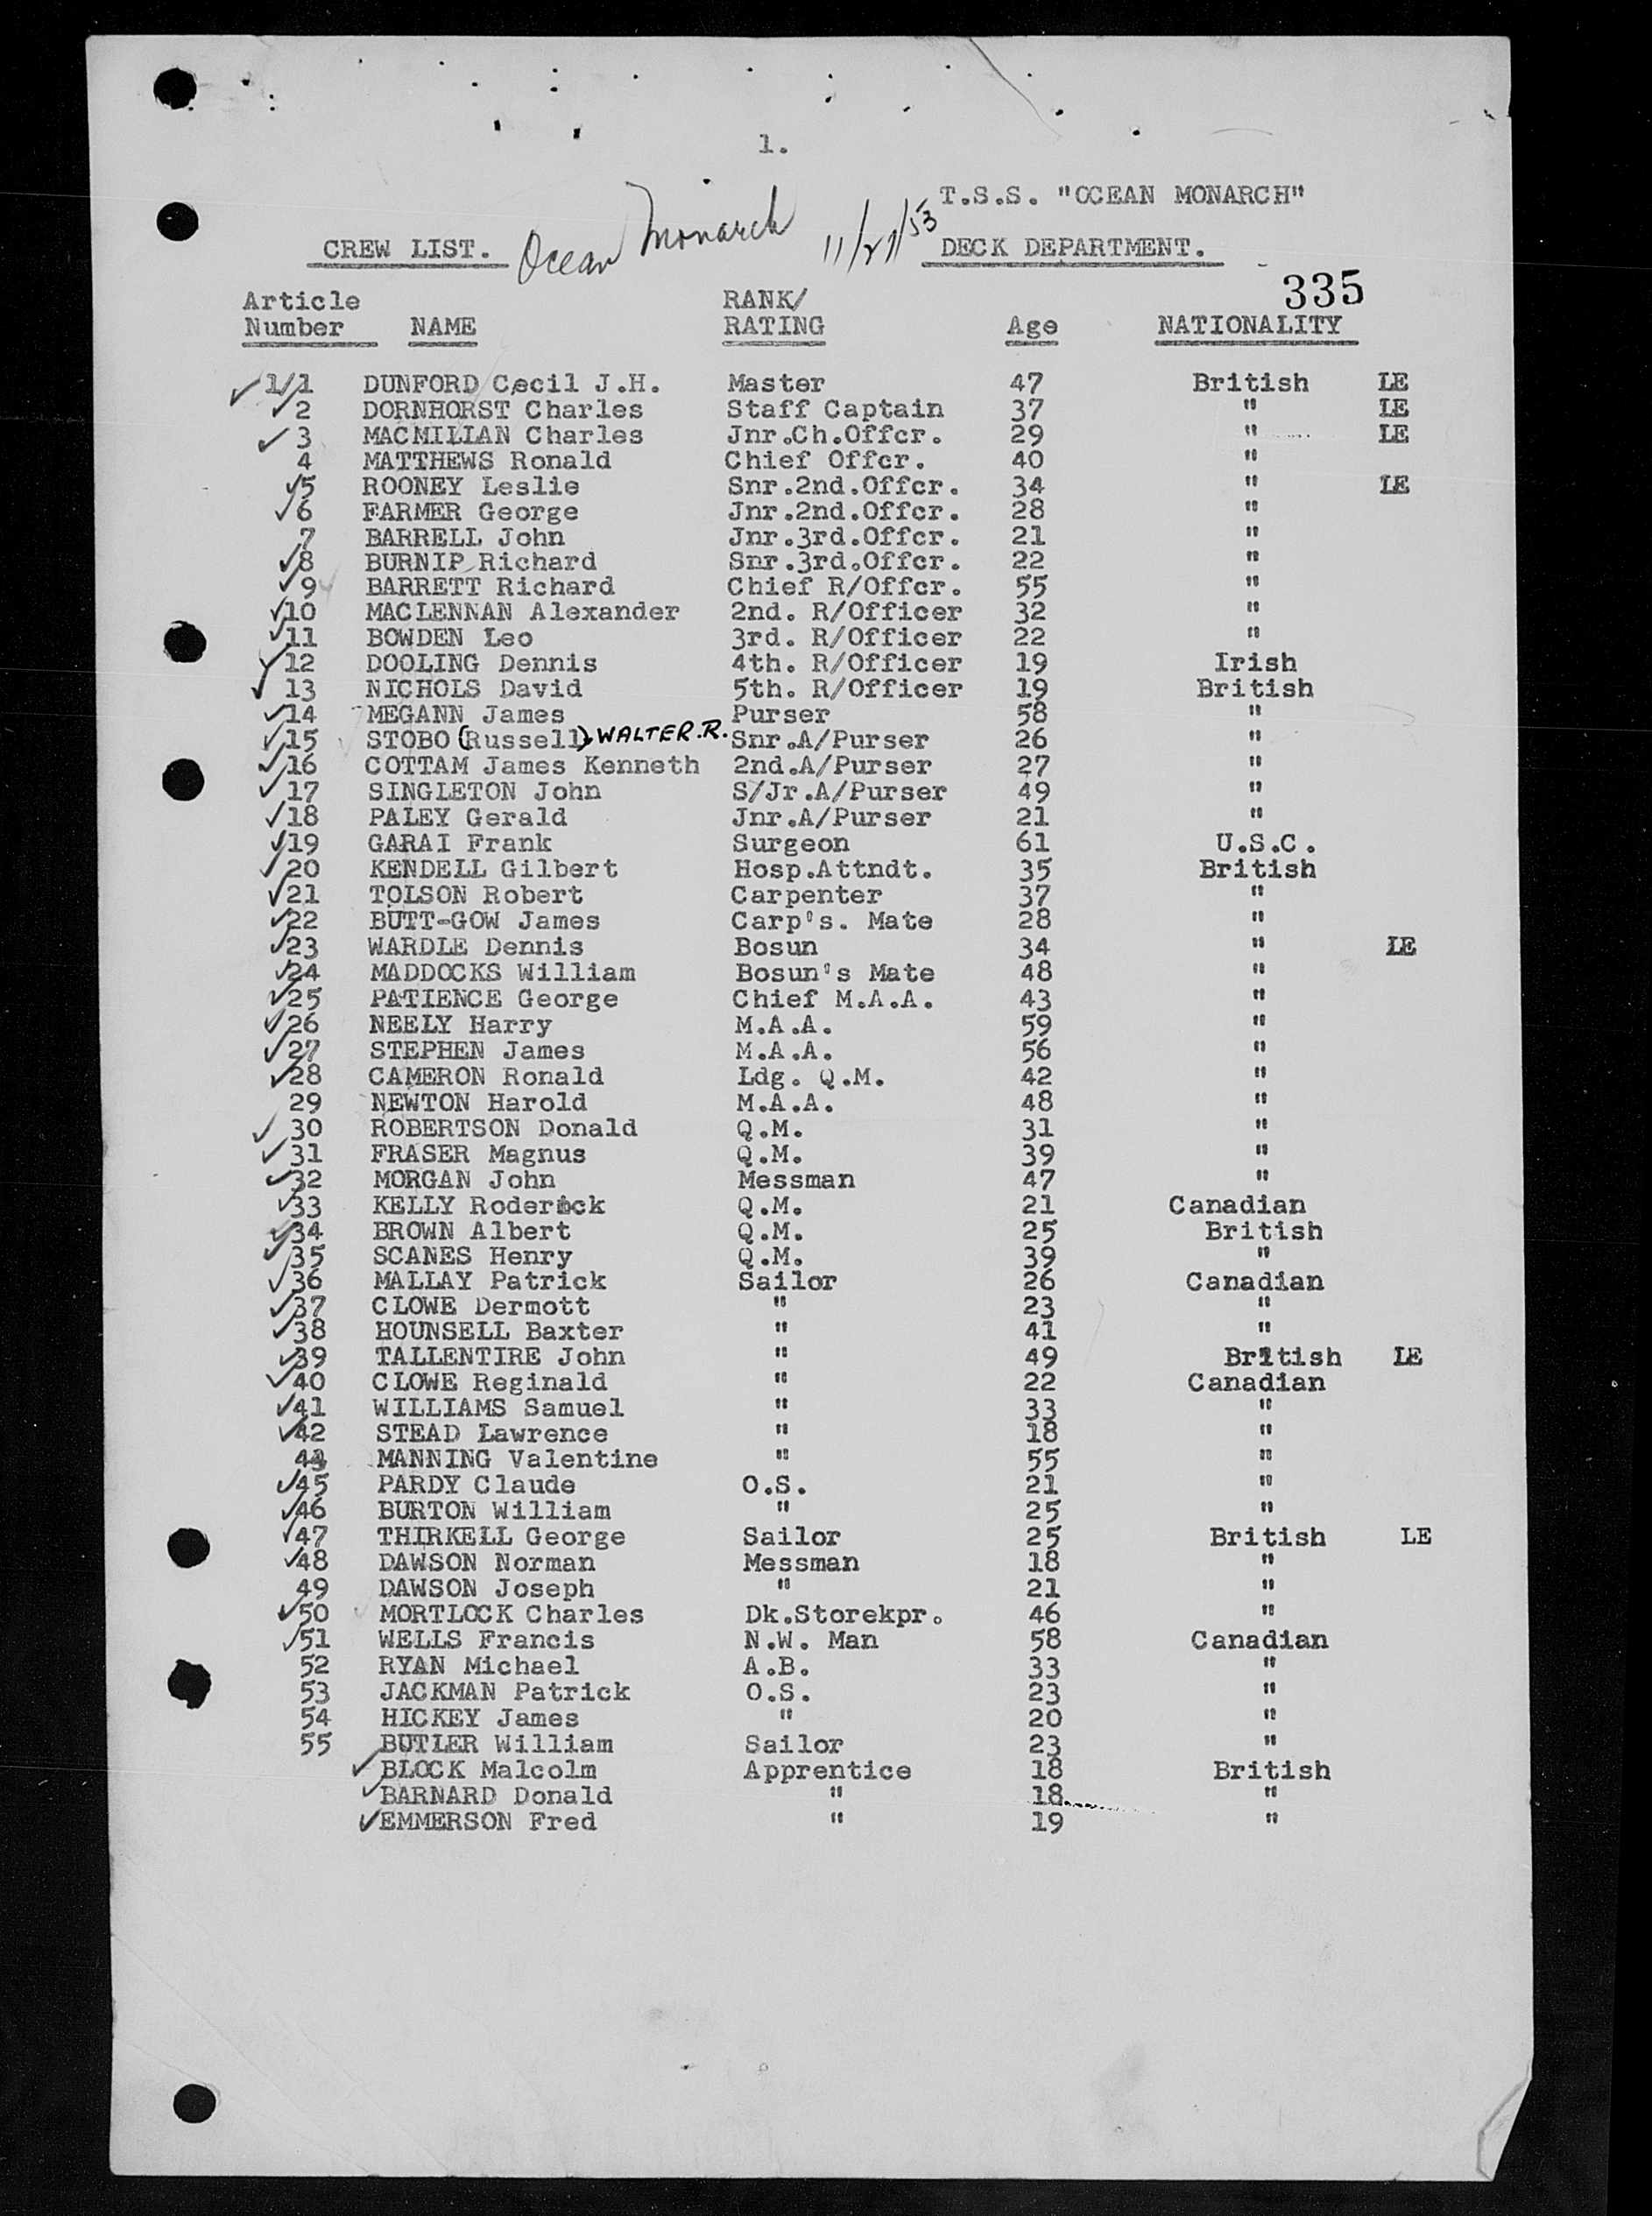 1.
T.S.S. "OCEAN MONARCH"
CREW LIST. Ocean Monarch 11/27/53 DECK DEPARTMENT.
335
Article RANK/
Number NAME RATING Age NATIONALITY
1/1 DUNFORD Cecil J.H. Master 47 British LE
2 DORNHORST Charles Staff Captain 37 " LE
3 MACMILLAN Charles Jnr.Ch.Offcr. 29 " LE
4 MATTHEWS Ronald Chief Offcr. 40 "
5 ROONEY Leslie Snr.2nd.Offcr. 34 " LE
6 FARMER George Jnr.2nd.Offcr. 28 "
7 BARRELL John Jnr.3rd.Offcr. 21 "
8 BURNIP Richard Snr.3rd.Offcr. 22 "
9 BARRETT Richard Chief R/Offcr. 55 "
10 MACLENNAN Alexander 2nd. R/Officer 32 "
11 BOWDEN Leo 3rd. R/Officer 22 "
12 DOOLING Dennis 4th. R/Officer 19 Irish
13 NICHOLS David 5th. R/Officer 19 British
14 MEGANN James Purser 58 "
15 STOBO (Russell) WALTER.R. Snr.A/Purser 26 "
16 COTTAM James Kenneth 2nd.A/Purser 27 "
17 SINGLETON John S/Jr.A/Purser 49 "
18 PALEY Gerald Jnr.A/Purser 21 "
19 GARAI Frank Surgeon 61 U.S.C.
20 KENDELL Gilbert Hosp.Attndt. 35 British
21 TOLSON Robert Carpenter 37 "
22 BUTT-GOW James Carp's. Mate 28 "
23 WARDLE Dennis Bosun 34 " LE
24 MADDOCKS William Bosun's Mate 48 "
25 PATIENCE George Chief M.A.A. 43 "
26 NEELY Harry M.A.A. 59 "
27 STEPHEN James M.A.A. 56 "
28 CAMERON Ronald Ldg. Q.M. 42 "
29 NEWTON Harold M.A.A. 48 "
30 ROBERTSON Donald Q.M. 31 "
31 FRASER Magnus Q.M. 39 "
32 MORGAN John Messman 47 "
33 KELLY Roderick Q.M. 21 Canadian
34 BROWN Albert Q.M. 25 British
35 SCANES Henry Q.M. 39 "
36 MALLAY Patrick Sailor 26 Canadian
37 CLOWE Dermott " 23 "
38 HOUNSELL Baxter " 41 "
39 TALLENTIRE John " 49 British LE
40 CLOWE Reginald " 22 Canadian
41 WILLIAMS Samuel " 33 "
42 STEAD Lawrence " 18 "
44 MANNING Valentine " 55 "
45 PARDY Claude O.S. 21 "
46 BURTON William " 25 "
47 THIRKELL George Sailor 25 British LE
48 DAWSON Norman Messman 18 "
49 DAWSON Joseph " 21 "
50 MORTLOCK Charles Dk.Storekpr. 46 "
51 WELLS Francis N.W. Man 58 Canadian
52 RYAN Michael A.B. 33 "
53 JACKMAN Patrick O.S. 23 "
54 HICKEY James " 20 "
55 BUTLER William Sailor 23 "
BLOCK Malcolm Apprentice 18 British
BARNARD Donald " 18 "
EMMERSON Fred " 19 "